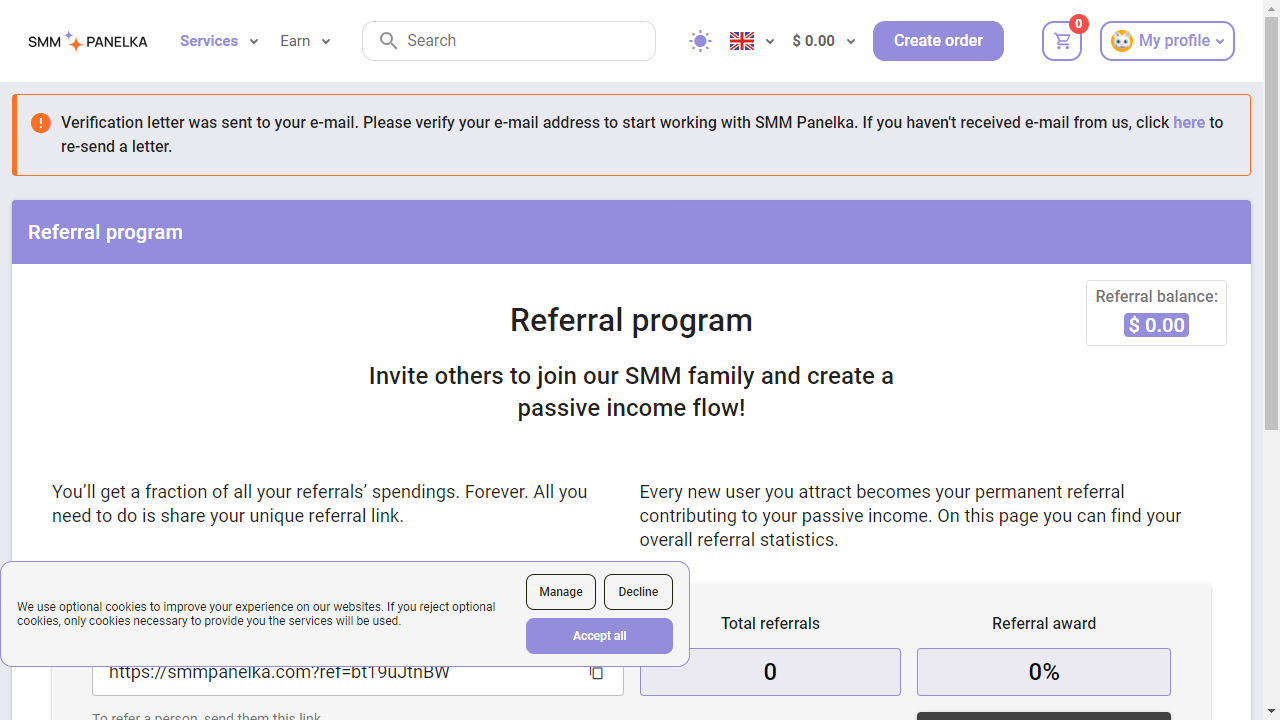 SMM PANELKA Services Earn Search $ 0.00 Create order 0 My profile
Verification letter was sent to your e-mail. Please verify your e-mail address to start working with SMM Panelka. If you haven't received e-mail from us, click here to
re-send a letter.
Referral program
Referral balance:
$ 0.00
Referral program
Invite others to join our SMM family and create a
passive income flow!
You’ll get a fraction of all your referrals’ spendings. Forever. All you
need to do is share your unique referral link.
Every new user you attract becomes your permanent referral
contributing to your passive income. On this page you can find your
overall referral statistics.
We use optional cookies to improve your experience on our websites. If you reject optional
cookies, only cookies necessary to provide you the services will be used.
Manage Decline
Accept all
Total referrals Referral award
https://smmpanelka.com?ref=bt19uJtnBW 0 0%
To refer a person, send them this link